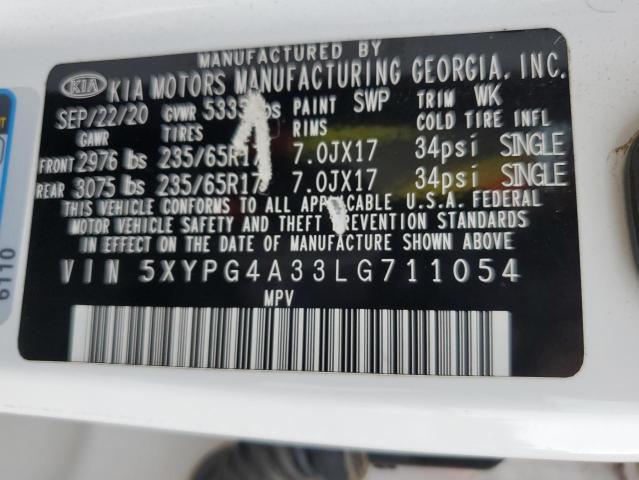 MANUFACTURED BY
KIA KIA MOTORS MANUFACTURING GEORGIA, INC.
SEP/22/20 GVWR PAINT SWP TRIM WK
GAWR TIRES RIMS COLD TIRE INFL
FRONT 2976 lbs 235/65R17 7.0JX17 34psi SINGLE
REAR 3075 lbs 235/65R17 7.0JX17 34psi SINGLE
THIS VEHICLE CONFORMS TO ALL APPLICABLE U.S.A. FEDERAL
MOTOR VEHICLE SAFETY AND THEFT PREVENTION STANDARDS
IN EFFECT ON THE DATE OF MANUFACTURE SHOWN ABOVE
VIN 5XYPG4A33LG711054
MPV
6110